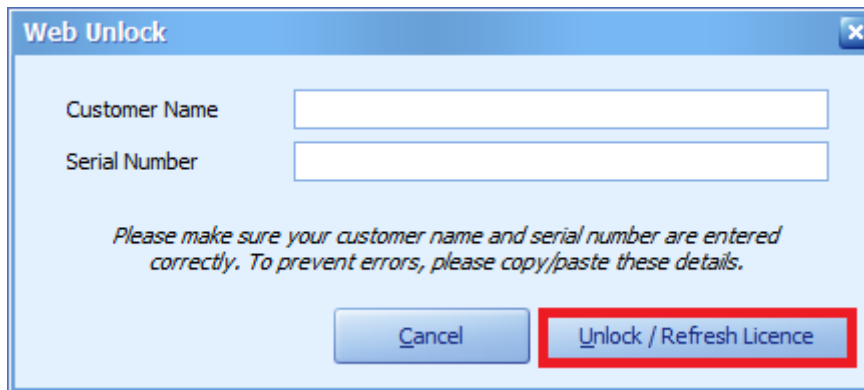 Web Unlock
Customer Name
Serial Number
Please make sure your customer name and serial number are entered
correctly. To prevent errors, please copy/paste these details.
Cancel Unlock / Refresh Licence